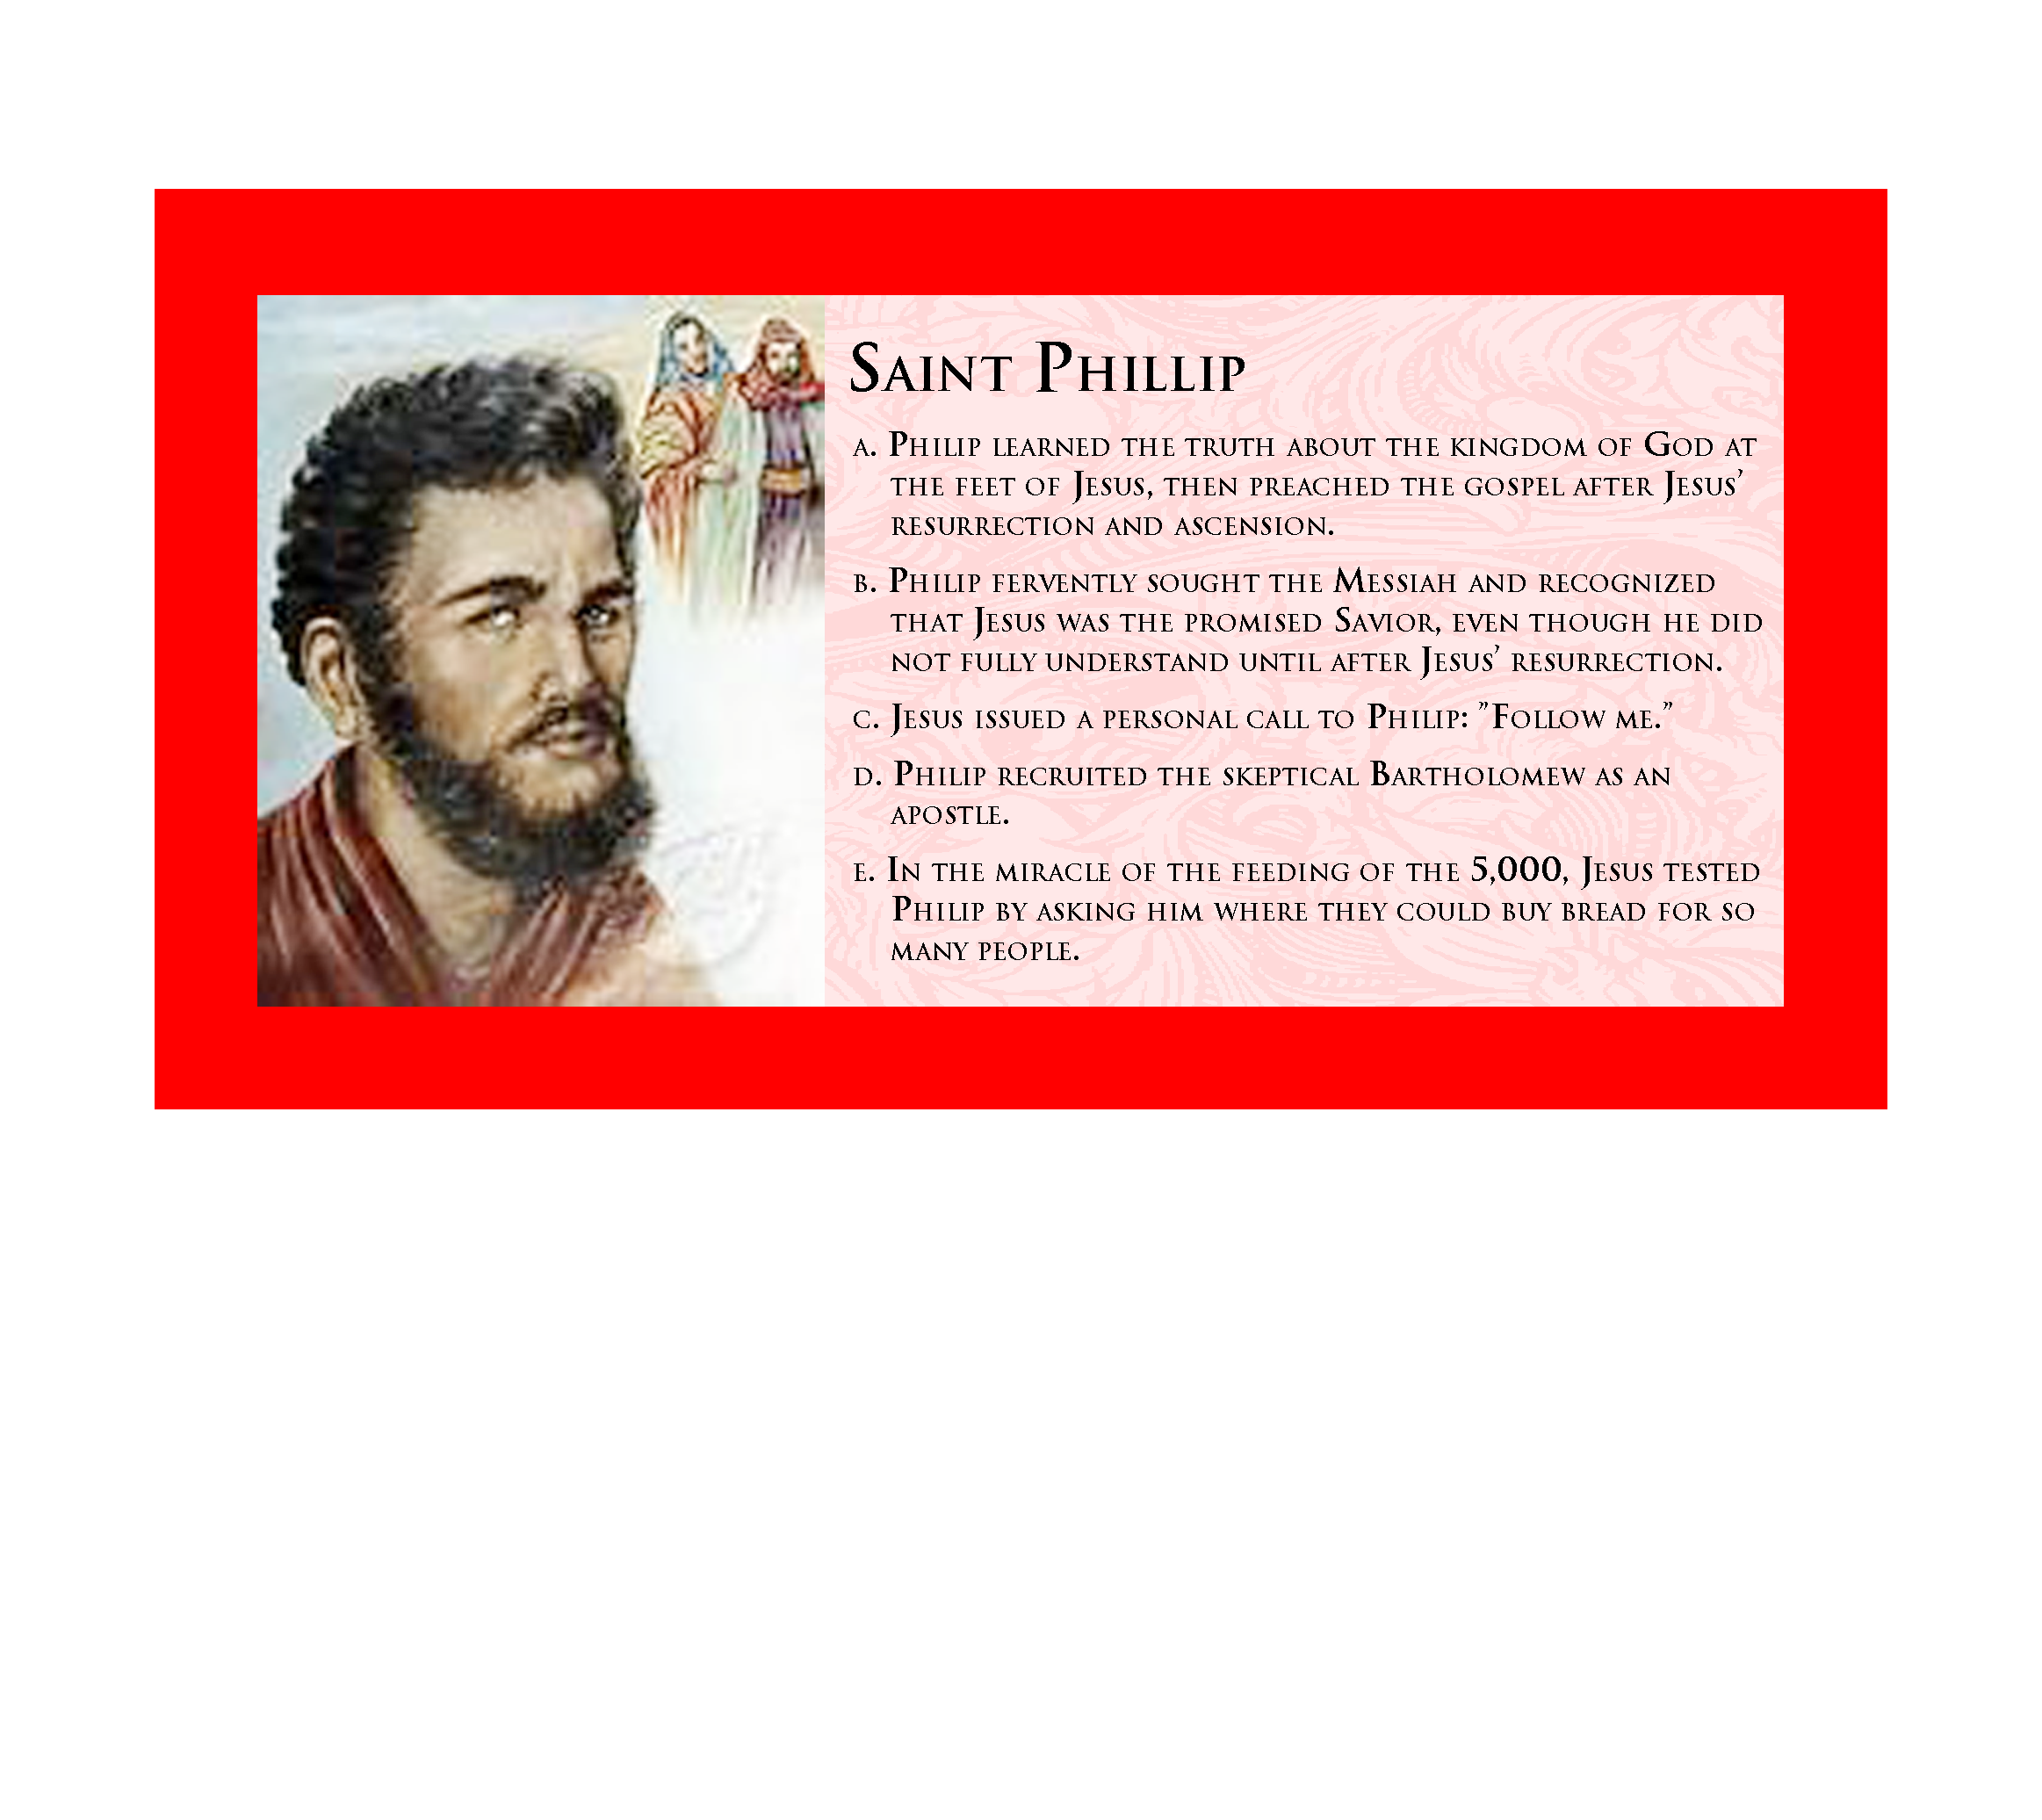 Saint Phillip
a. Philip learned the truth about the kingdom of God at
the feet of Jesus, then preached the gospel after Jesus’
resurrection and ascension.
b. Philip fervently sought the Messiah and recognized
that Jesus was the promised Savior, even though he did
not fully understand until after Jesus’ resurrection.
c. Jesus issued a personal call to Philip: ”Follow me.”
d. Philip recruited the skeptical Bartholomew as an
apostle.
e. In the miracle of the feeding of the 5,000, Jesus tested
Philip by asking him where they could buy bread for so
many people.